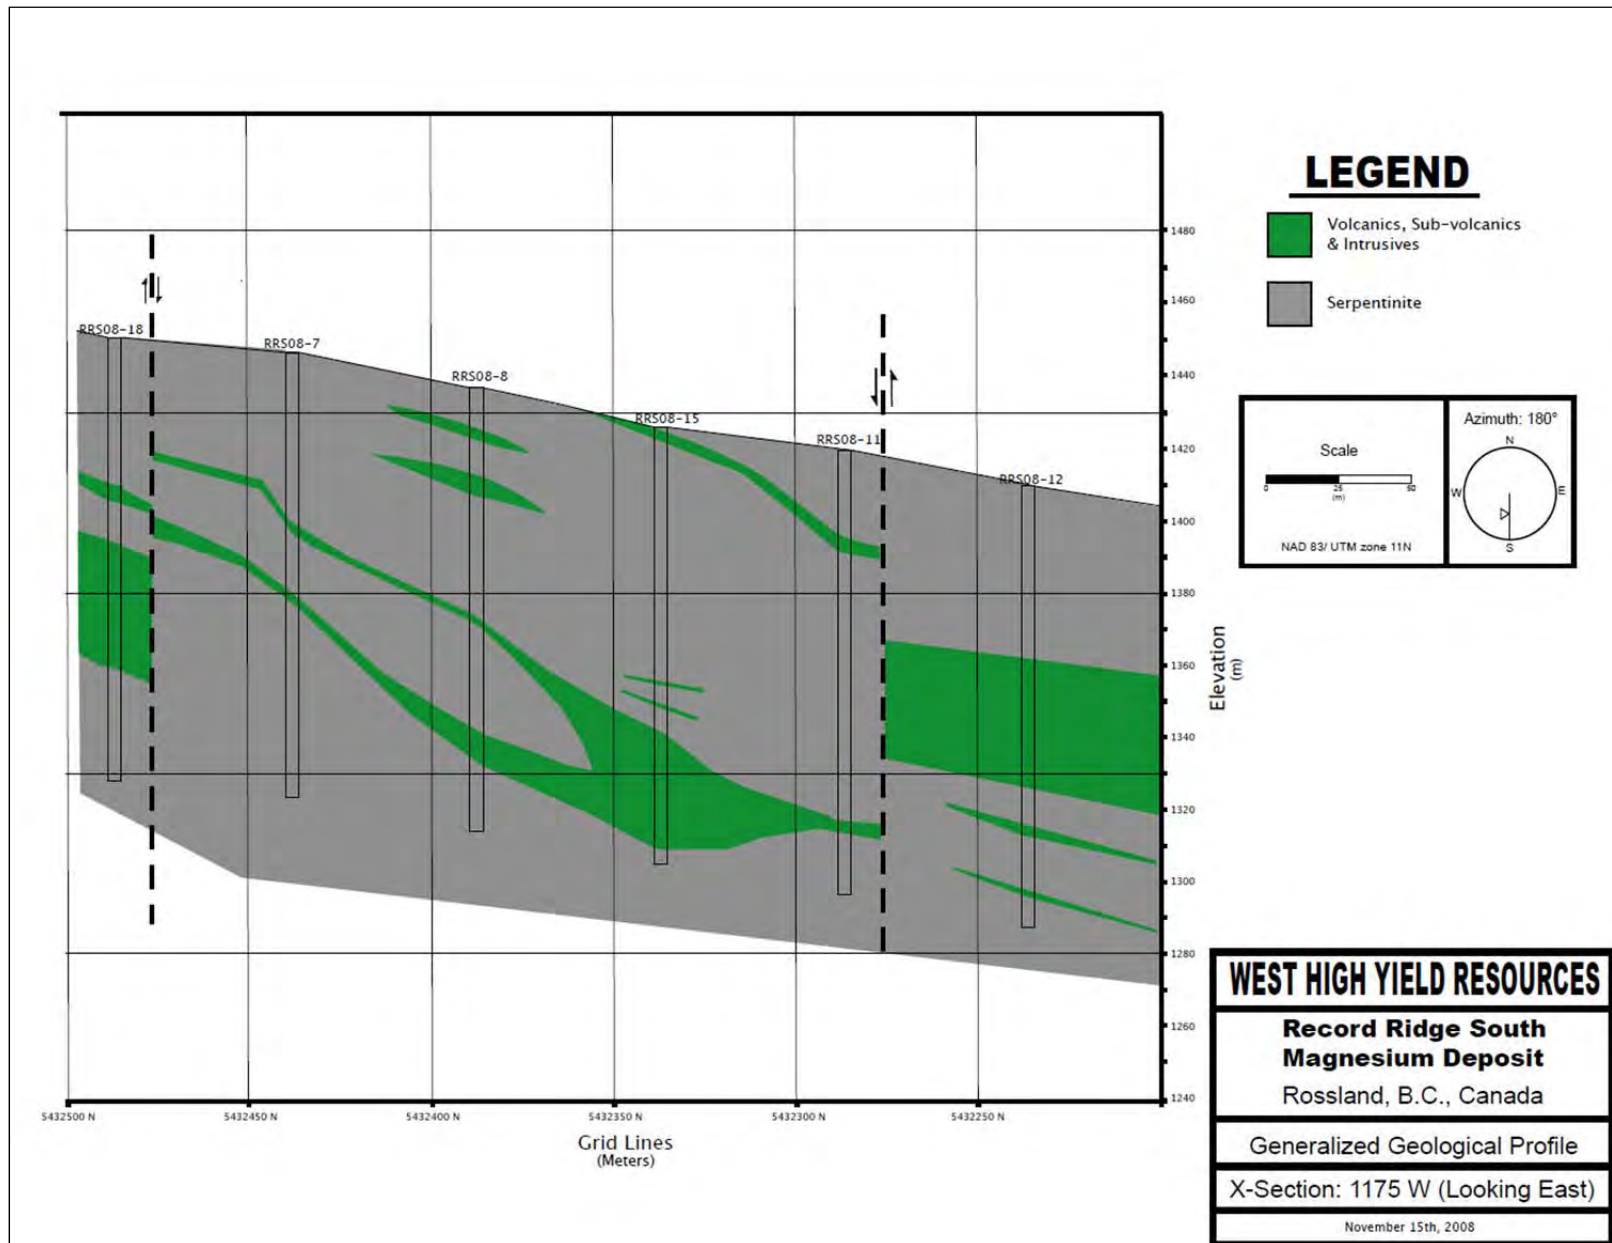 LEGEND
Volcanics, Sub-volcanics
& Intrusives
Serpentinite
1480
1460
1440
1420
1400
1380
1360
1340
1320
1300
1280
1260
1240
Elevation
(m)
RRS08-18
RRS08-7
RRS08-8
RRS08-15
RRS08-11
RRS08-12
Scale
0 25 50
(m)
NAD 83/ UTM zone 11N
Azimuth: 180°
N
W E
S
5432500 N 5432450 N 5432400 N 5432350 N 5432300 N 5432250 N
Grid Lines
(Meters)
WEST HIGH YIELD RESOURCES
Record Ridge South
Magnesium Deposit
Rossland, B.C., Canada
Generalized Geological Profile
X-Section: 1175 W (Looking East)
November 15th, 2008